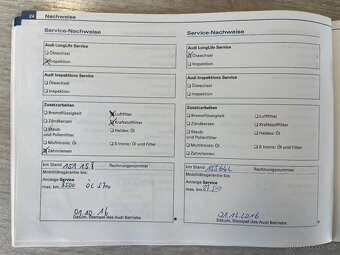 24 Nachweise
Service-Nachweise
Audi LongLife Service
Ölwechsel
Inspektion
Audi Inspektions Service
Ölwechsel
Inspektion
Zusatzarbeiten
Bremsflüssigkeit
Luftfilter
Zündkerzen
Kraftstofffilter
Staub-
und Pollenfilter
Haldex: Öl
Multitronic: Öl
S tronic: Öl und Filter
Zahnriemen
km Stand
Rechnungsnummer
Mobilitätsgarantie bis:
Anzeige Service
max. km
Datum, Stempel des Audi Betriebs
Service-Nachweise
Audi LongLife Service
Ölwechsel
Inspektion
Audi Inspektions Service
Ölwechsel
Inspektion
Zusatzarbeiten
Bremsflüssigkeit
Luftfilter
Zündkerzen
Kraftstofffilter
Staub-
und Pollenfilter
Haldex: Öl
Multitronic: Öl
S tronic: Öl und Filter
Zahnriemen
km Stand
Rechnungsnummer
Mobilitätsgarantie bis:
Anzeige Service
max. km
Datum, Stempel des Audi Betriebs